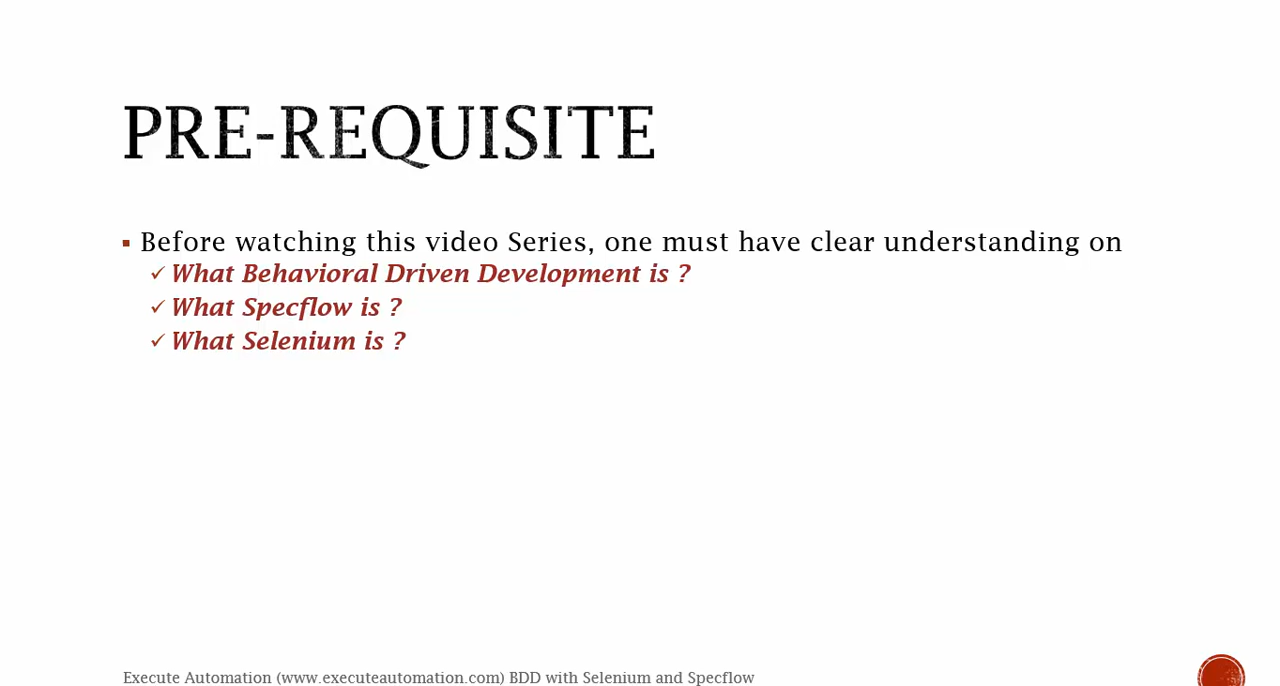 PRE-REQUISITE
Before watching this video Series, one must have clear understanding on
What Behavioral Driven Development is ?
What Specflow is ?
What Selenium is ?
Execute Automation (www.executeautomation.com) BDD with Selenium and Specflow